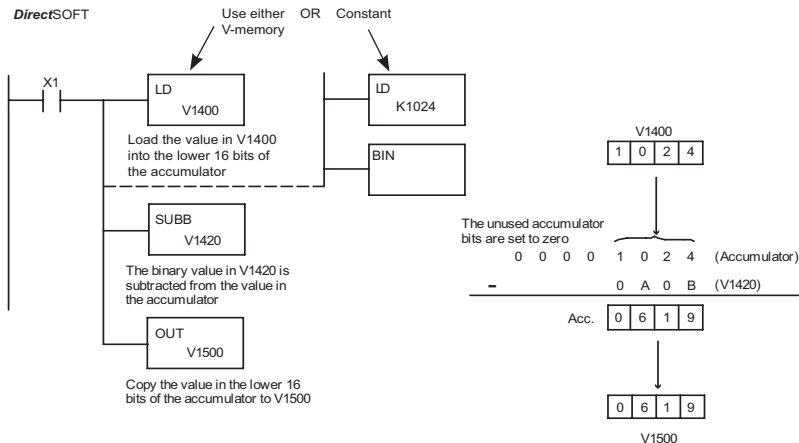 DirectSOFT
Use either OR Constant
V-memory
X1
LD
V1400
LD
K1024
Load the value in V1400
into the lower 16 bits of
the accumulator
BIN
SUBB
V1420
The binary value in V1420 is
subtracted from the value in
the accumulator
OUT
V1500
Copy the value in the lower 16
bits of the accumulator to V1500
V1400
1 0 2 4
The unused accumulator
bits are set to zero
0 0 0 0 1 0 2 4 (Accumulator)
- 0 A 0 B (V1420)
Acc. 0 6 1 9
0 6 1 9
V1500